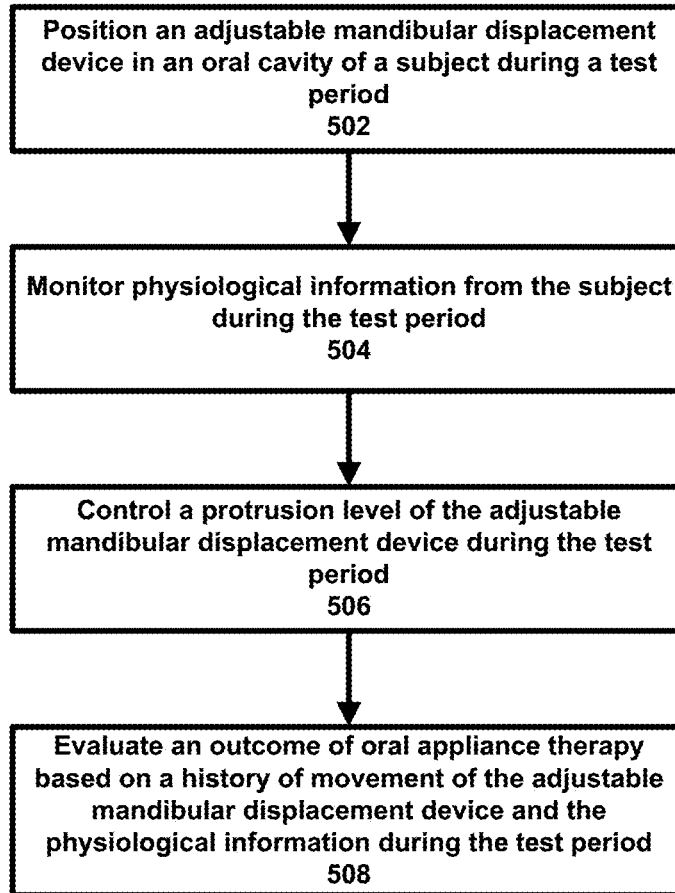 Position an adjustable mandibular displacement
device in an oral cavity of a subject during a test
period
502
Monitor physiological information from the subject
during the test period
504
Control a protrusion level of the adjustable
mandibular displacement device during the test
period
506
Evaluate an outcome of oral appliance therapy
based on a history of movement of the adjustable
mandibular displacement device and the
physiological information during the test period
508